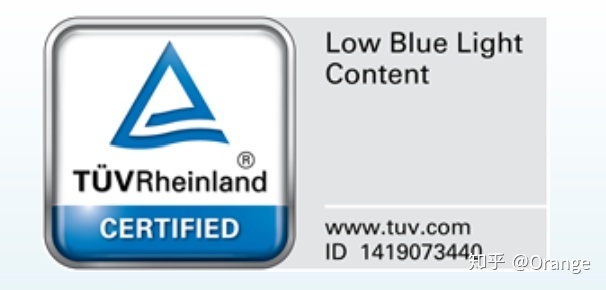 Low Blue Light
Content
®
TÜVRheinland
CERTIFIED
www.tuv.com
ID 1419073440
知乎 @Orange